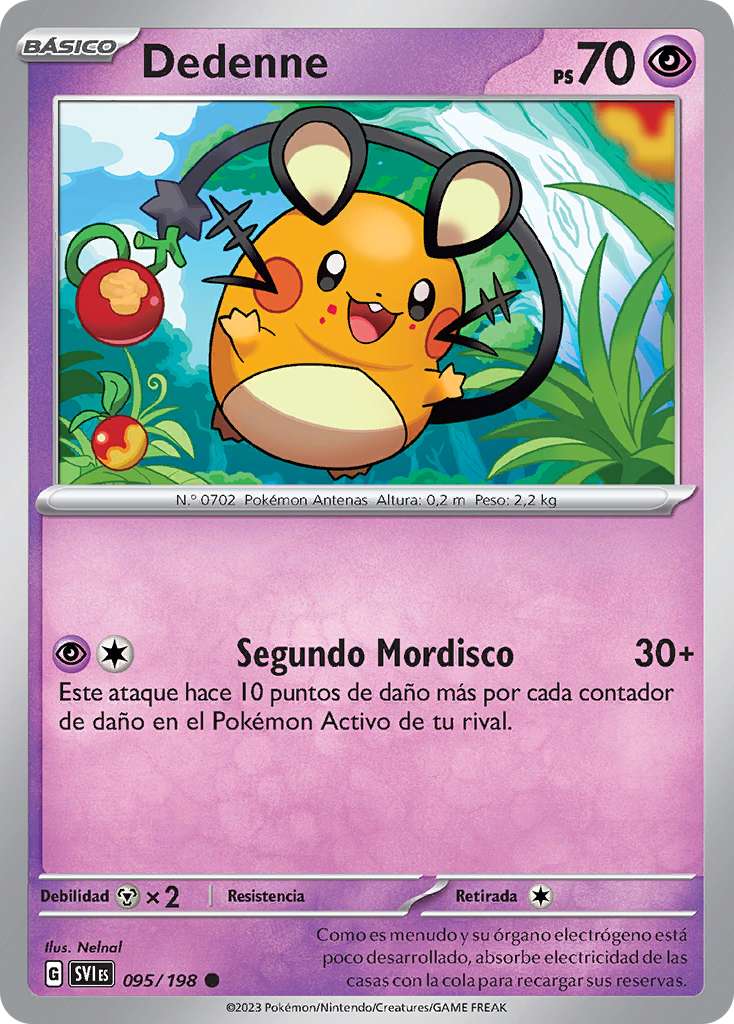 BÁSICO
Dedenne
PS 70
N.º 0702 Pokémon Antenas Altura: 0,2 m Peso: 2,2 kg
Segundo Mordisco 30+
Este ataque hace 10 puntos de daño más por cada contador
de daño en el Pokémon Activo de tu rival.
Debilidad ×2 Resistencia Retirada
Ilus. Nelnal
Como es menudo y su órgano electrógeno está
poco desarrollado, absorbe electricidad de las
casas con la cola para recargar sus reservas.
G SVI ES 095/198
©2023 Pokémon/Nintendo/Creatures/GAME FREAK